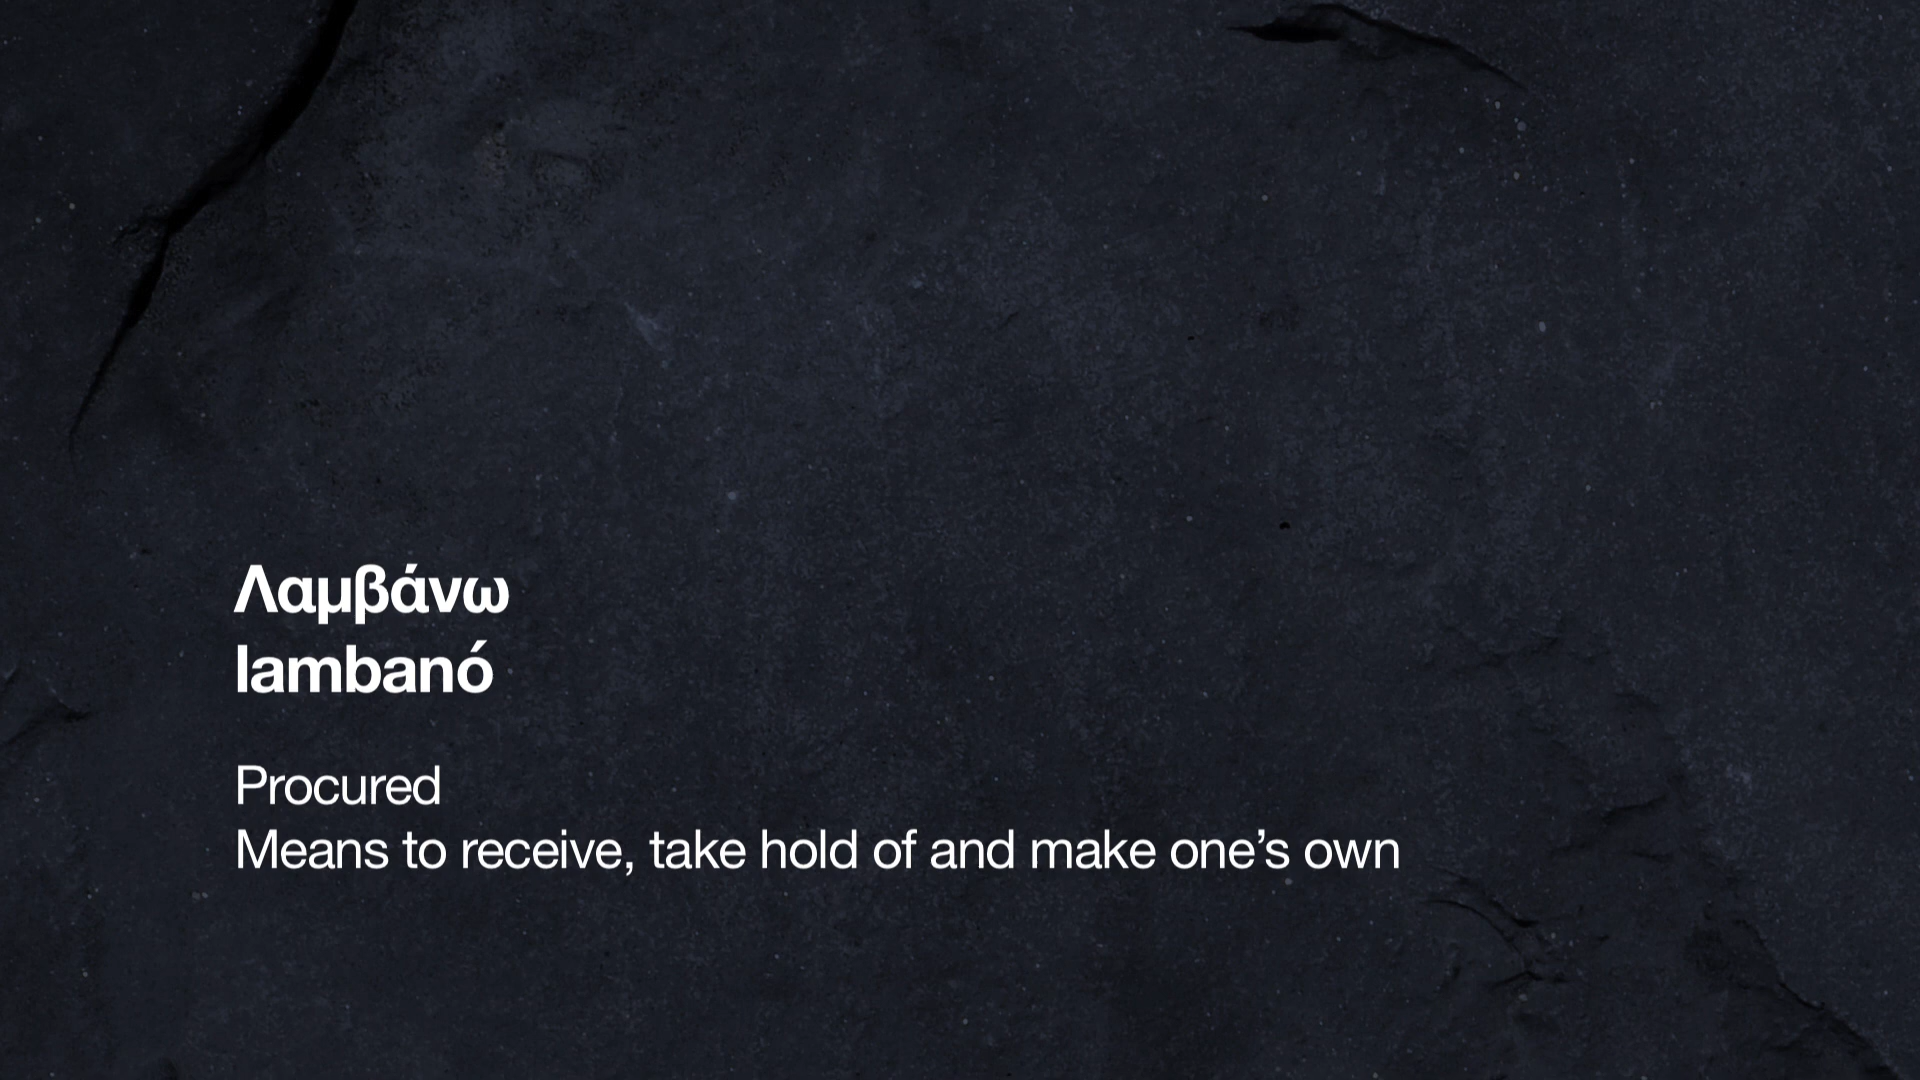 Λαμβάνω
lambanó
Procured
Means to receive, take hold of and make one’s own